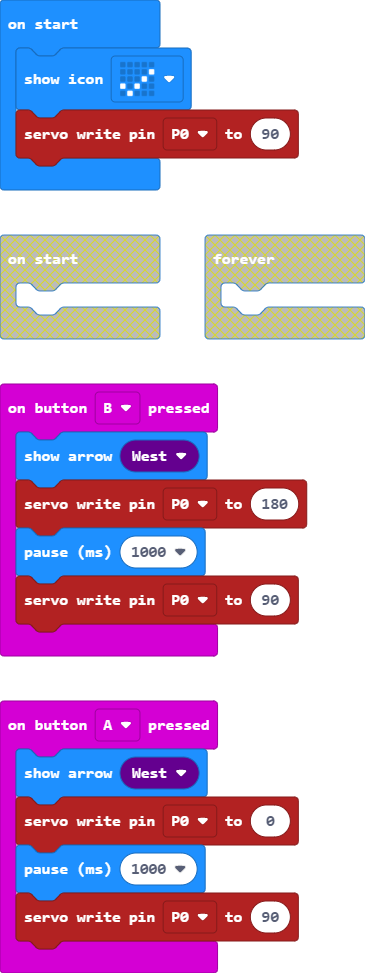 on start
show icon
servo write pin P0 to 90
on start
forever
on button B pressed
show arrow West
servo write pin P0 to 180
pause (ms) 1000
servo write pin P0 to 90
on button A pressed
show arrow West
servo write pin P0 to 0
pause (ms) 1000
servo write pin P0 to 90